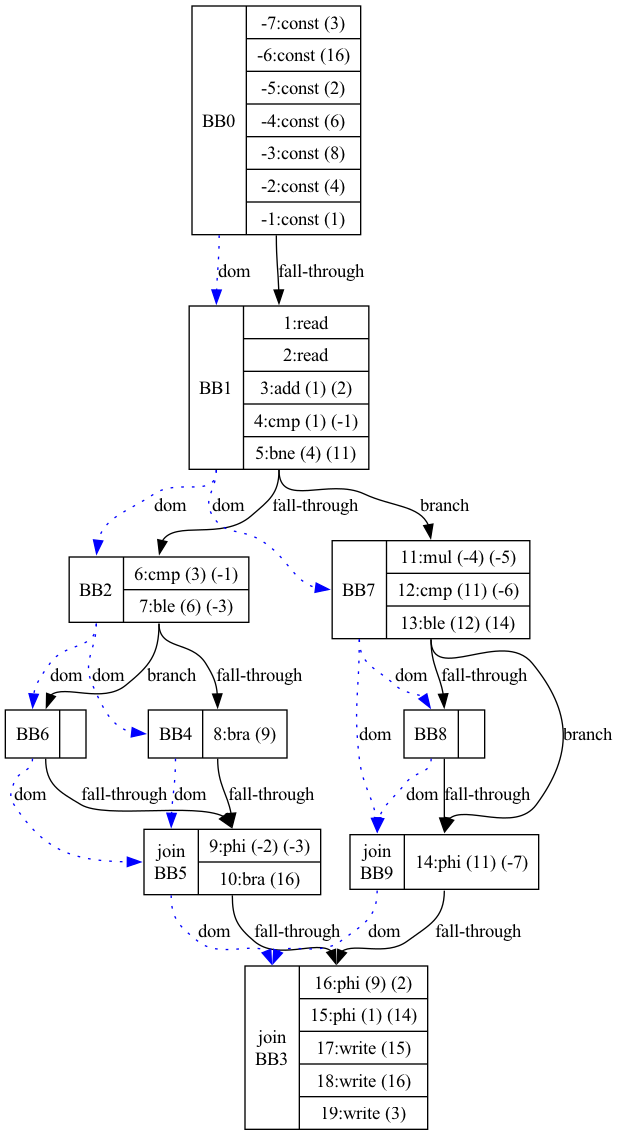 BB0
-7:const (3)
-6:const (16)
-5:const (2)
-4:const (6)
-3:const (8)
-2:const (4)
-1:const (1)
dom
fall-through
BB1
1:read
2:read
3:add (1) (2)
4:cmp (1) (-1)
5:bne (4) (11)
dom
dom
fall-through
branch
BB2
6:cmp (3) (-1)
7:ble (6) (-3)
BB7
11:mul (-4) (-5)
12:cmp (11) (-6)
13:ble (12) (14)
dom
dom
branch
fall-through
dom
fall-through
BB6
BB4
8:bra (9)
dom
BB8
branch
dom
fall-through
dom
fall-through
dom
fall-through
join
BB5
9:phi (-2) (-3)
10:bra (16)
join
BB9
14:phi (11) (-7)
dom
fall-through
dom
fall-through
join
BB3
16:phi (9) (2)
15:phi (1) (14)
17:write (15)
18:write (16)
19:write (3)